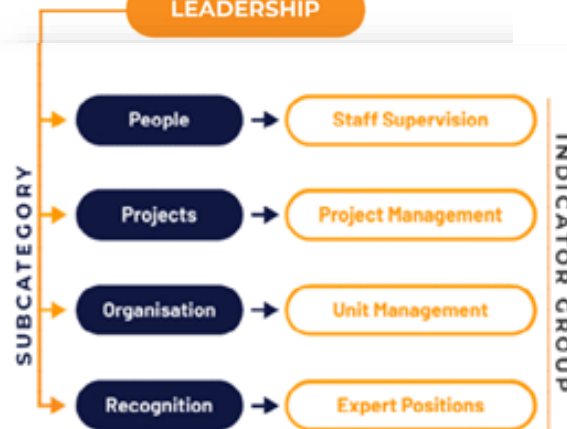 LEADERSHIP
SUBCATEGORY
People
Staff Supervision
Projects
Project Management
Organisation
Unit Management
Recognition
Expert Positions
INDICATOR GROUP